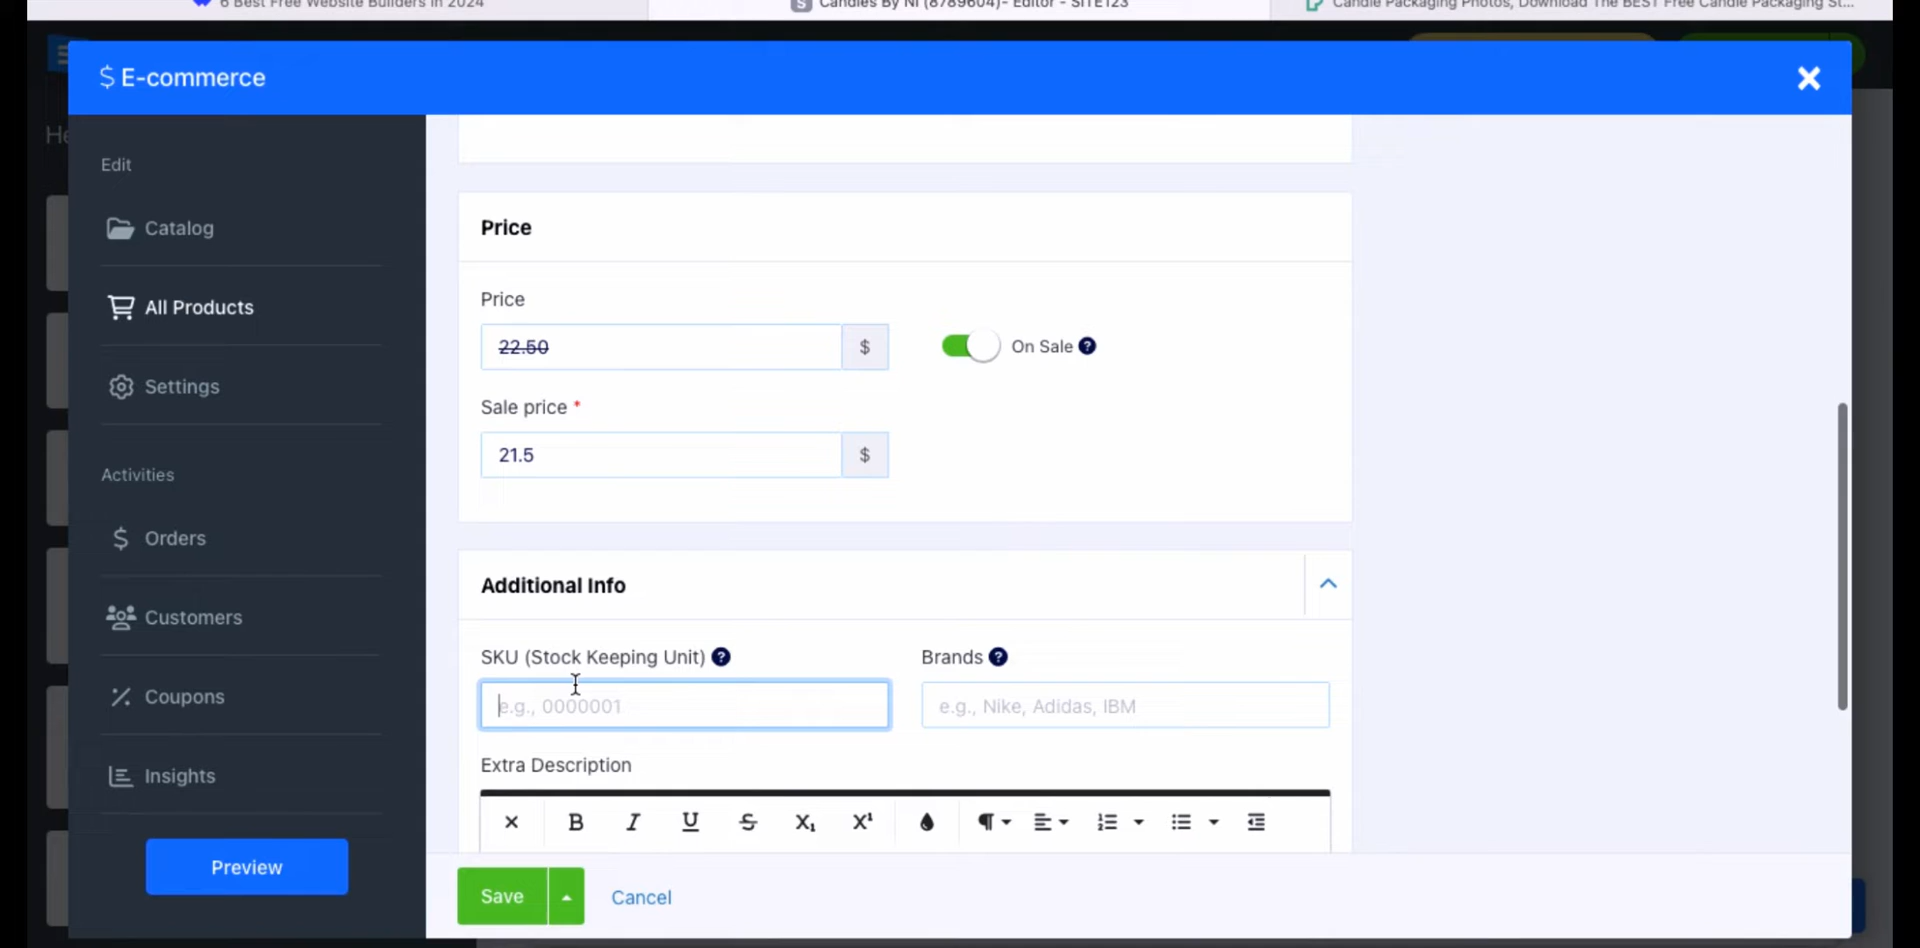 6 Best Free Website Builders in 2024
Candles By Ni (8789604)- Editor - SITE123
Candle Packaging Photos, Download The BEST Free Candle Packaging St...
$ E-commerce
He
Edit
Catalog
All Products
Settings
Activities
$ Orders
Customers
Coupons
Insights
Preview
Price
Price
22.50 $
On Sale ?
Sale price *
21.5 $
Additional Info
SKU (Stock Keeping Unit) ?
Brands ?
e.g., 0000001
e.g., Nike, Adidas, IBM
Extra Description
B I U S X₁ X¹
Save
Cancel